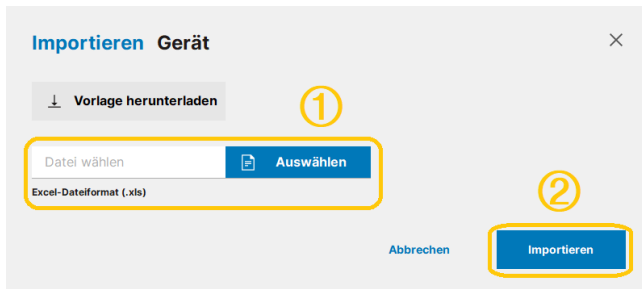 Importieren Gerät
Vorlage herunterladen
①
Datei wählen
Auswählen
Excel-Dateiformat (.xls)
②
Abbrechen
Importieren